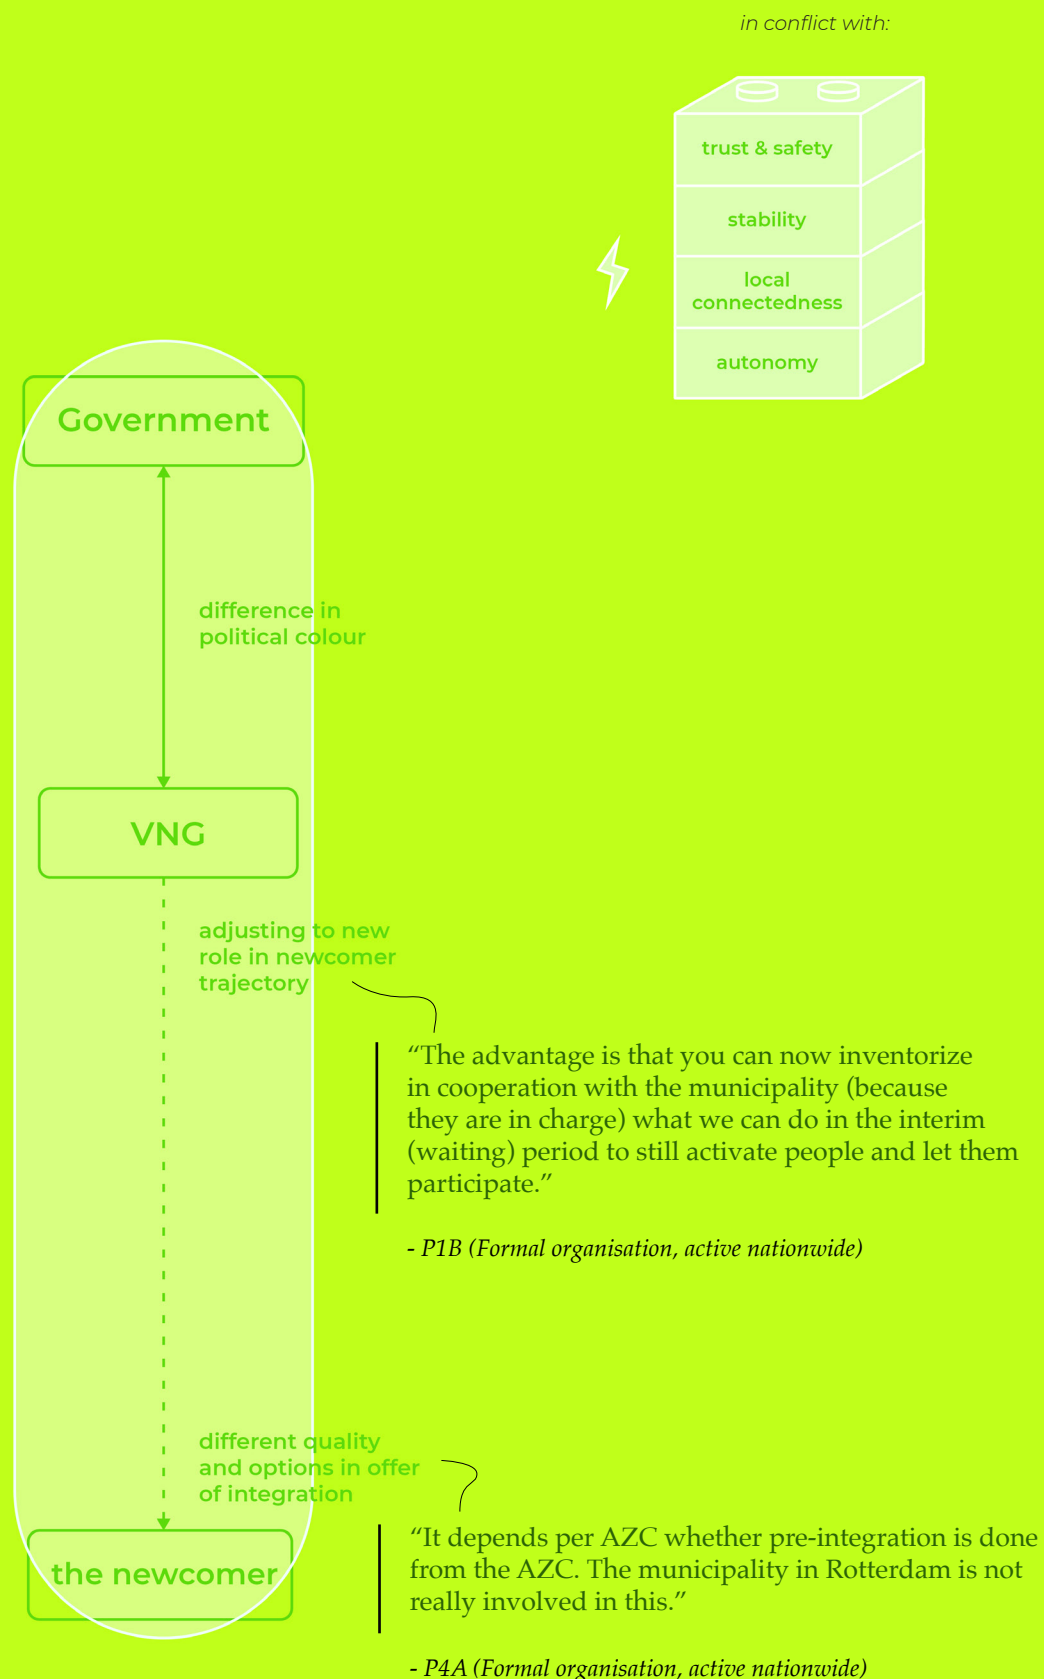 in conflict with:
trust & safety
stability
local
connectedness
autonomy
Government
difference in
political colour
VNG
adjusting to new
role in newcomer
trajectory
“The advantage is that you can now inventorize
in cooperation with the municipality (because
they are in charge) what we can do in the interim
(waiting) period to still activate people and let them
participate.”
- P1B (Formal organisation, active nationwide)
different quality
and options in offer
of integration
the newcomer
“It depends per AZC whether pre-integration is done
from the AZC. The municipality in Rotterdam is not
really involved in this.”
- P4A (Formal organisation, active nationwide)